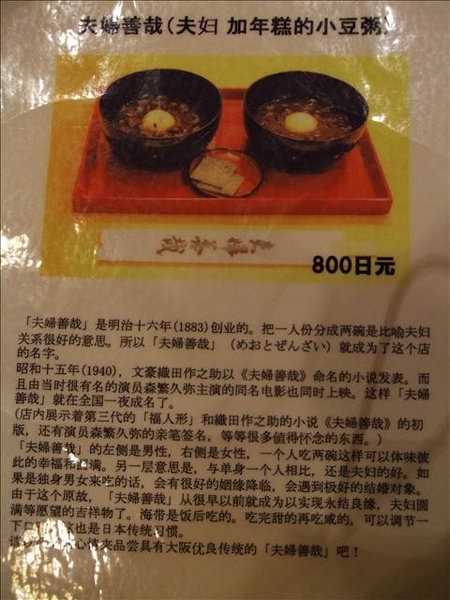 夫婦善哉(夫妇 加年糕的小豆粥)
夫婦善哉
800日元
「夫婦善哉」是明治十六年(1883)创业的。把一人份分成两碗是比喻夫妇
关系很好的意思。所以「夫婦善哉」(めおとぜんざい)就成为了这个店
的名字。
昭和十五年(1940)，文豪織田作之助以《夫婦善哉》命名的小说发表。而
且由当时很有名的演员森繁久弥主演的同名电影也同时上映。这样「夫婦
善哉」就在全国一夜成名了。
(店内展示着第三代的「福人形」和織田作之助的小说《夫婦善哉》的初
版，还有演员森繁久弥的亲笔签名，等等很多値得怀念的东西。)
「夫婦善哉」的左侧是男性，右侧是女性，一个人吃两碗这样可以体味彼
此的幸福和圆满。另一层意思是，与单身一个人相比，还是夫妇的好。如
果是独身男女来吃的话，会有很好的姻缘降临，会遇到极好的结婚对象。
由于这个原故，「夫婦善哉」从很早以前就成为以实现永结良缘，夫妇圆
满等愿望的吉祥物了。海带是饭后吃的。吃完甜的再吃咸的，可以调节一
下口 这也是日本传统习惯。
心情来品尝具有大阪优良传统的「夫婦善哉」吧！